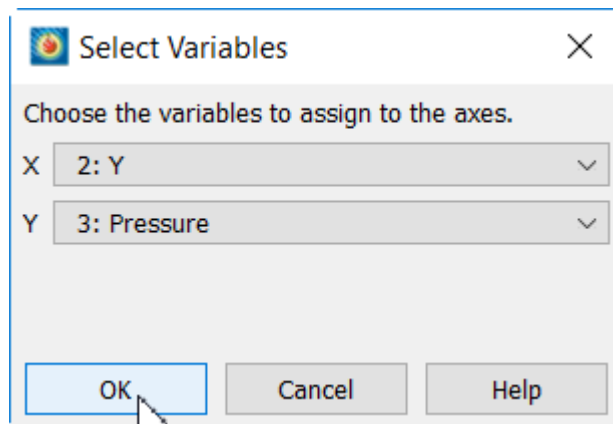 Select Variables
Choose the variables to assign to the axes.
X 2: Y
Y 3: Pressure
OK Cancel Help